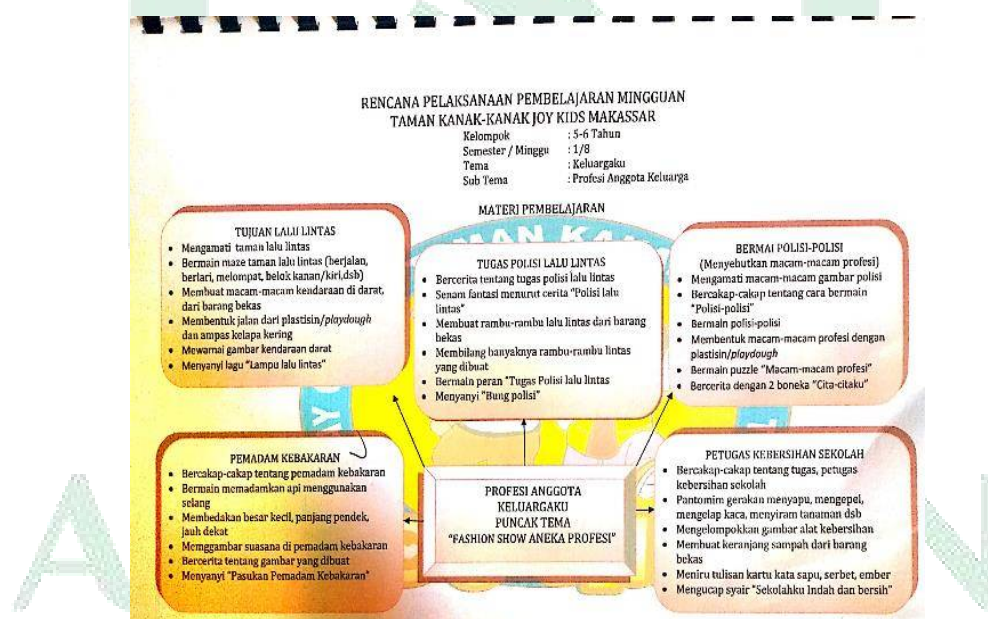 RENCANA PELAKSANAAN PEMBELAJARAN MINGGUAN
TAMAN KANAK-KANAK JOY KIDS MAKASSAR
Kelompok : 5-6 Tahun
Semester / Minggu : 1/8
Tema : Keluargaku
Sub Tema : Profesi Anggota Keluarga
MATERI PEMBELAJARAN
TUJUAN LALU LINTAS
• Mengamati taman lalu lintas
• Bermain maze taman lalu lintas (berjalan,
berlari, melompat, belok kanan/kiri,dsb)
• Membuat macam-macam kendaraan di darat,
dari barang bekas
• Membentuk jalan dari plastisin/playdough
dan ampas kelapa kering
• Mewarnai gambar kendaraan darat
• Menyanyi lagu "Lampu lalu lintas"
TUGAS POLISI LALU LINTAS
• Bercerita tentang tugas polisi lalu lintas
• Senam fantasi menurut cerita "Polisi lalu
lintas"
• Membuat rambu-rambu lalu lintas dari barang
bekas
• Membilang banyaknya rambu-rambu lintas
yang dibuat
• Bermain peran "Tugas Polisi lalu lintas
• Menyanyi "Bung polisi"
BERMAI POLISI-POLISI
(Menyebutkan macam-macam profesi)
• Mengamati macam-macam gambar polisi
• Bercakap-cakap tentang cara bermain
"Polisi-polisi"
• Bermain polisi-polisi
• Membentuk macam-macam profesi dengan
plastisin/playdough
• Bermain puzzle "Macam-macam profesi"
• Bercerita dengan 2 boneka "Cita-citaku"
PEMADAM KEBAKARAN
• Bercakap-cakap tentang pemadam kebakaran
• Bermain memadamkan api menggunakan
selang
• Membedakan besar kecil, panjang pendek,
jauh dekat
• Memggambar suasana di pemadam kebakaran
• Bercerita tentang gambar yang dibuat
• Menyanyi "Pasukan Pemadam Kebakaran"
PROFESI ANGGOTA
KELUARGAKU
PUNCAK TEMA
"FASHION SHOW ANEKA PROFESI"
PETUGAS KEBERSIHAN SEKOLAH
• Bercakap-cakap tentang tugas, petugas
kebersihan sekolah
• Pantomim gerakan menyapu, mengepel,
mengelap kaca, menyiram tanaman dsb
• Mengelompokkan gambar alat kebersihan
• Membuat keranjang sampah dari barang
bekas
• Meniru tulisan kartu kata sapu, serbet, ember
• Mengucap syair "Sekolahku Indah dan bersih"